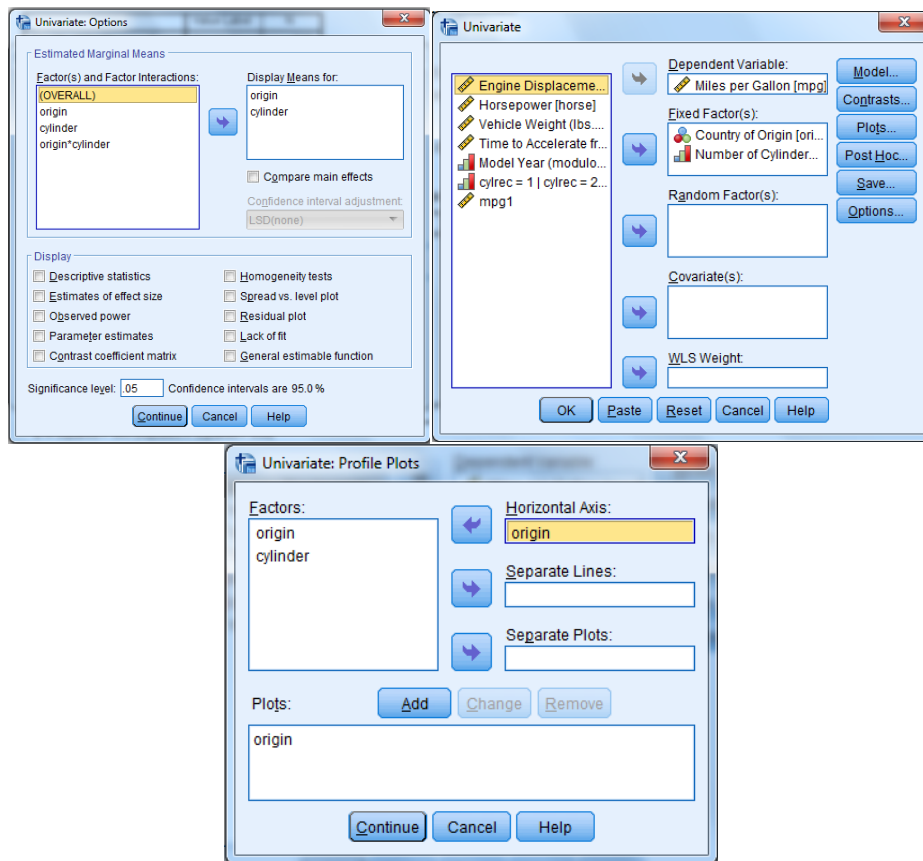 Univariate: Options
Estimated Marginal Means
Factor(s) and Factor Interactions:
(OVERALL)
origin
cylinder
origin*cylinder
Display Means for:
origin
cylinder
Compare main effects
Confidence interval adjustment:
LSD(none)
Display
Descriptive statistics
Estimates of effect size
Observed power
Parameter estimates
Contrast coefficient matrix
Homogeneity tests
Spread vs. level plot
Residual plot
Lack of fit
General estimable function
Significance level: .05 Confidence intervals are 95.0 %
Continue Cancel Help
Univariate
Engine Displaceme...
Horsepower [horse]
Vehicle Weight (lbs....
Time to Accelerate fr...
Model Year (modulo...
cylrec = 1 | cylrec = 2...
mpg1
Dependent Variable:
Miles per Gallon [mpg]
Fixed Factor(s):
Country of Origin [ori...
Number of Cylinder...
Random Factor(s):
Covariate(s):
WLS Weight:
Model...
Contrasts...
Plots...
Post Hoc...
Save...
Options...
OK Paste Reset Cancel Help
Univariate: Profile Plots
Factors:
origin
cylinder
Horizontal Axis:
origin
Separate Lines:
Separate Plots:
Plots: Add Change Remove
origin
Continue Cancel Help